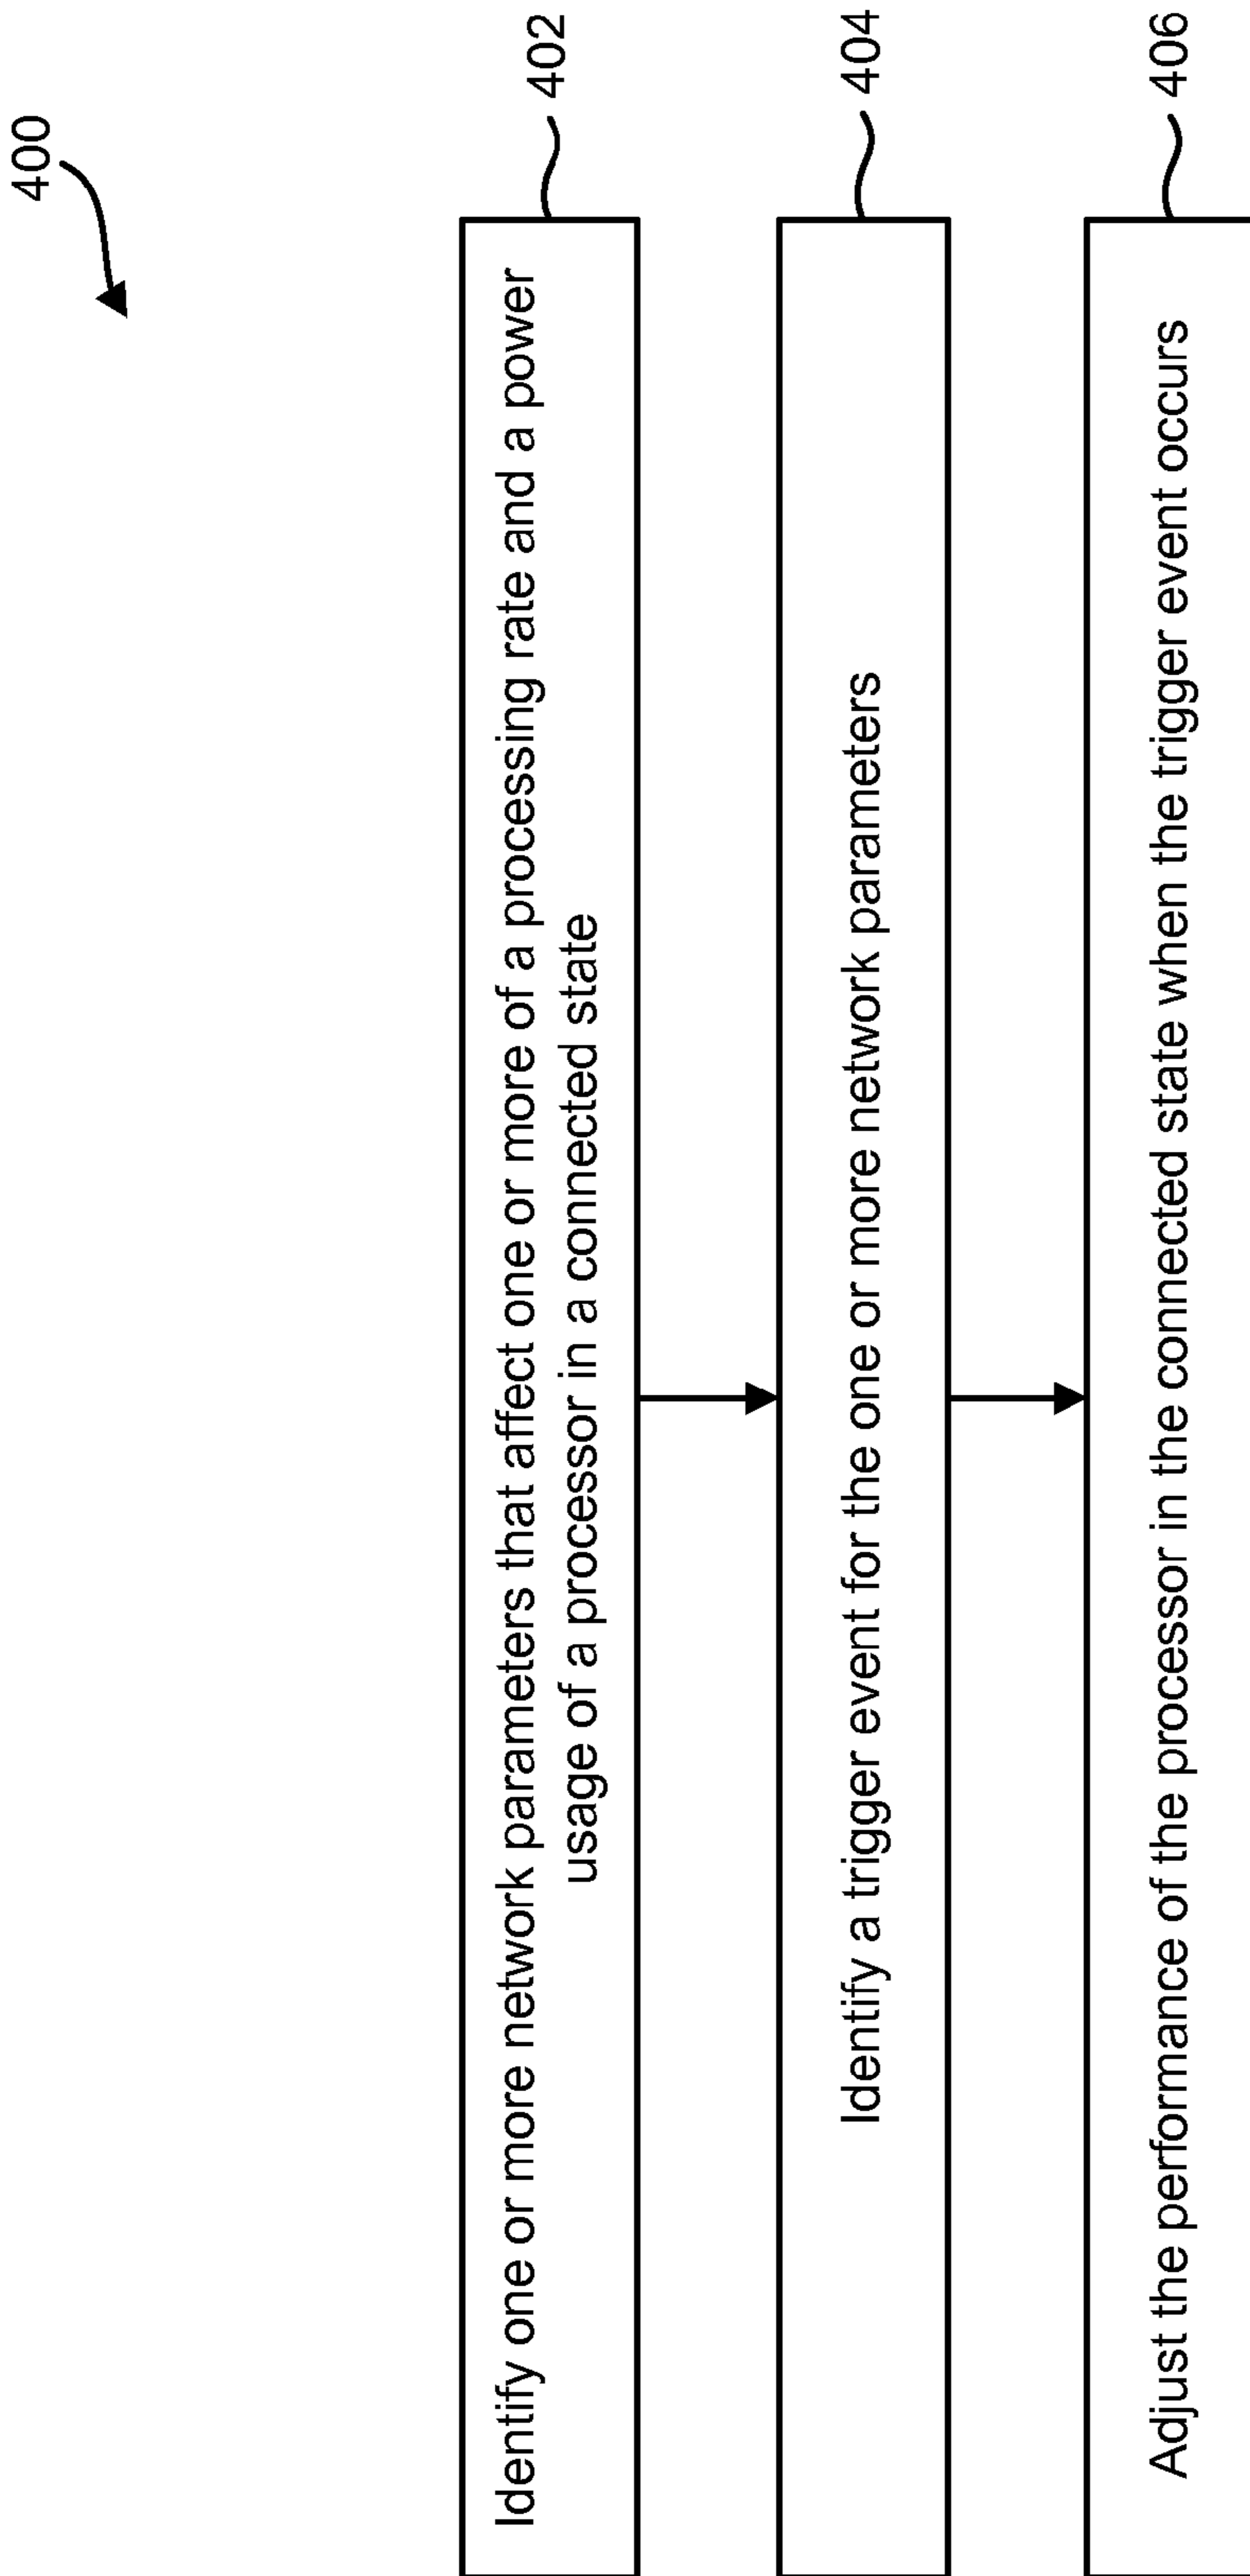 400
Identify one or more network parameters that affect one or more of a processing rate and a power
usage of a processor in a connected state
402
Identify a trigger event for the one or more network parameters
404
Adjust the performance of the processor in the connected state when the trigger event occurs
406